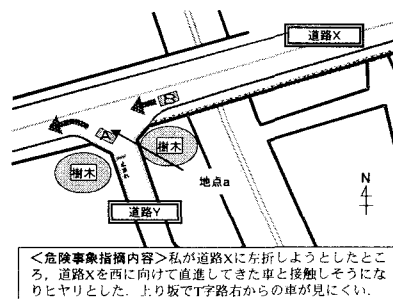 道路X
樹木
樹木
地点a
道路Y
N
<危険事象指摘内容>私が道路Xに左折しようとしたとこ
ろ，道路Xを西に向けて直進してきた車と接触しそうにな
りヒヤリとした．上り坂でT字路右からの車が見にくい．